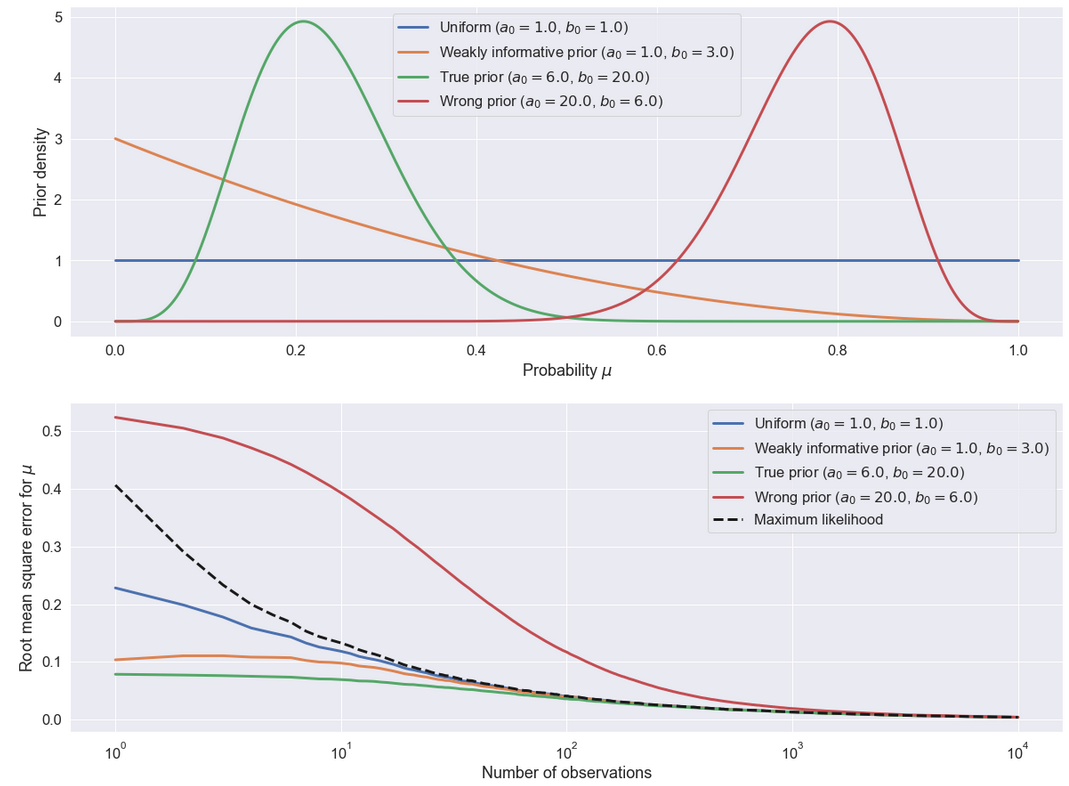 5
4
3
2
1
0
Prior density
Uniform (a₀ = 1.0, b₀ = 1.0)
Weakly informative prior (a₀ = 1.0, b₀ = 3.0)
True prior (a₀ = 6.0, b₀ = 20.0)
Wrong prior (a₀ = 20.0, b₀ = 6.0)
0.0 0.2 0.4 0.6 0.8 1.0
Probability μ
0.5
0.4
0.3
0.2
0.1
0.0
Root mean square error for μ
Uniform (a₀ = 1.0, b₀ = 1.0)
Weakly informative prior (a₀ = 1.0, b₀ = 3.0)
True prior (a₀ = 6.0, b₀ = 20.0)
Wrong prior (a₀ = 20.0, b₀ = 6.0)
Maximum likelihood
10⁰ 10¹ 10² 10³ 10⁴
Number of observations